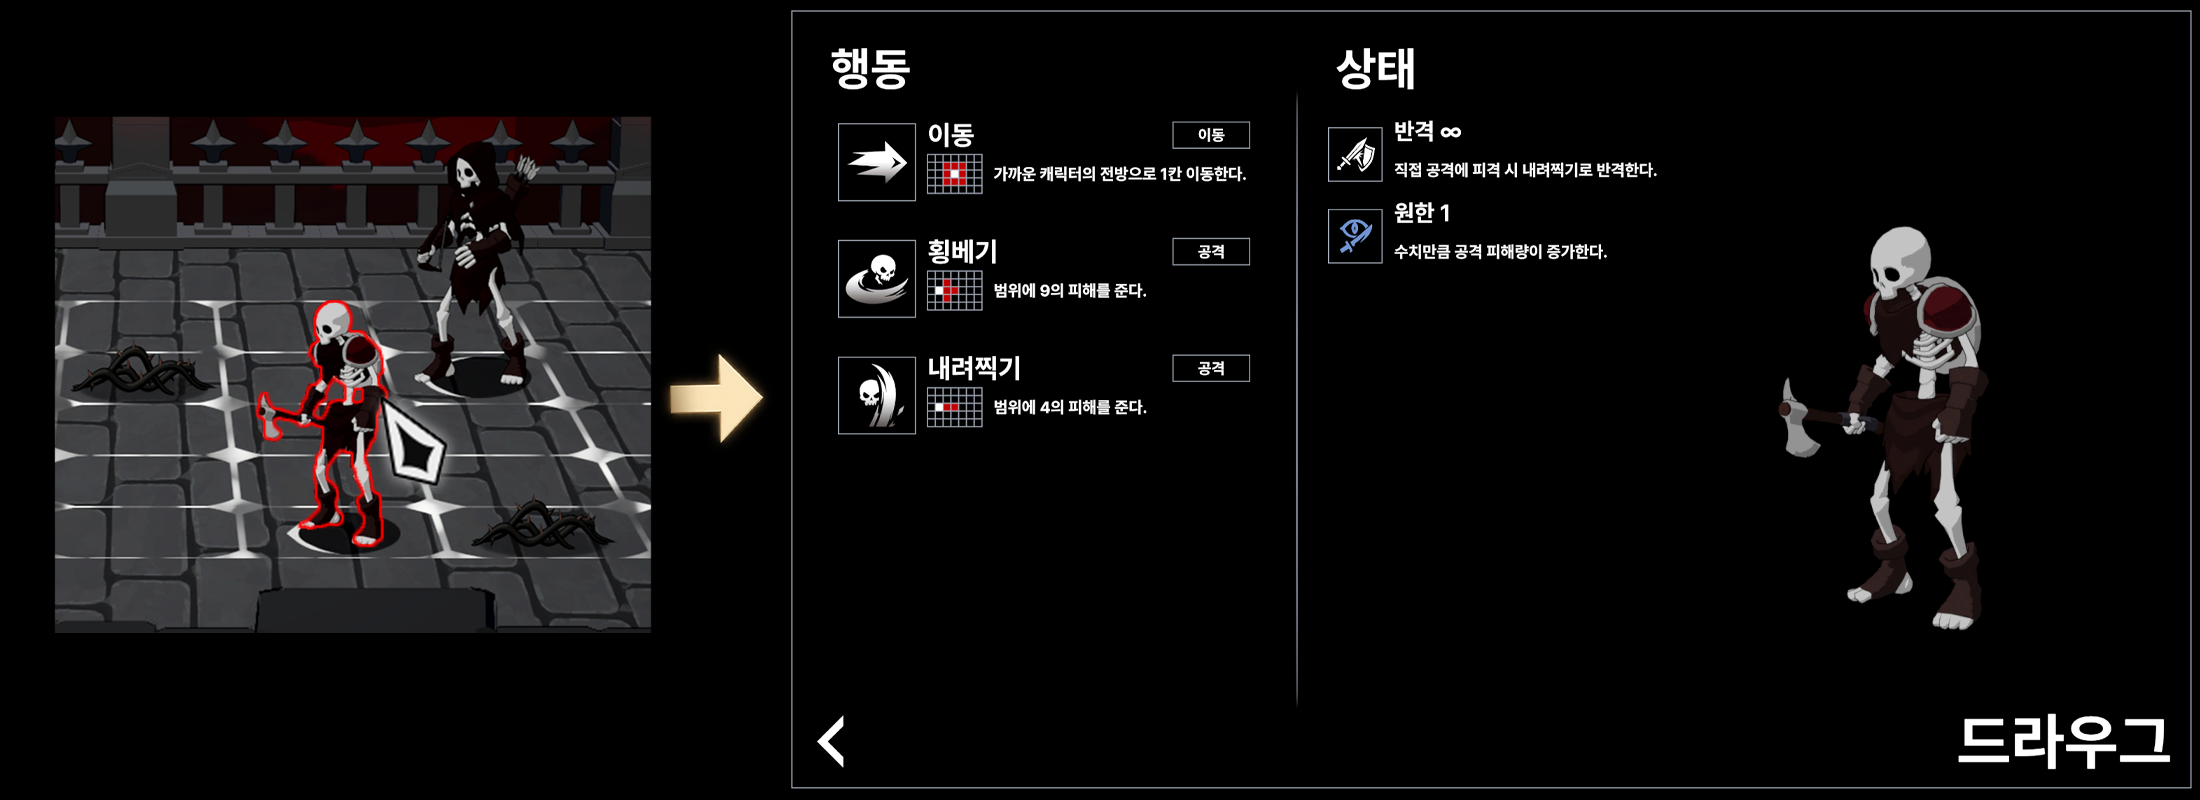 행동
이동
이동
가까운 캐릭터의 전방으로 1칸 이동한다.
횡베기
공격
범위에 9의 피해를 준다.
내려찍기
공격
범위에 4의 피해를 준다.
상태
반격 ∞
직접 공격에 피격 시 내려찍기로 반격한다.
원한 1
수치만큼 공격 피해량이 증가한다.
드라우그